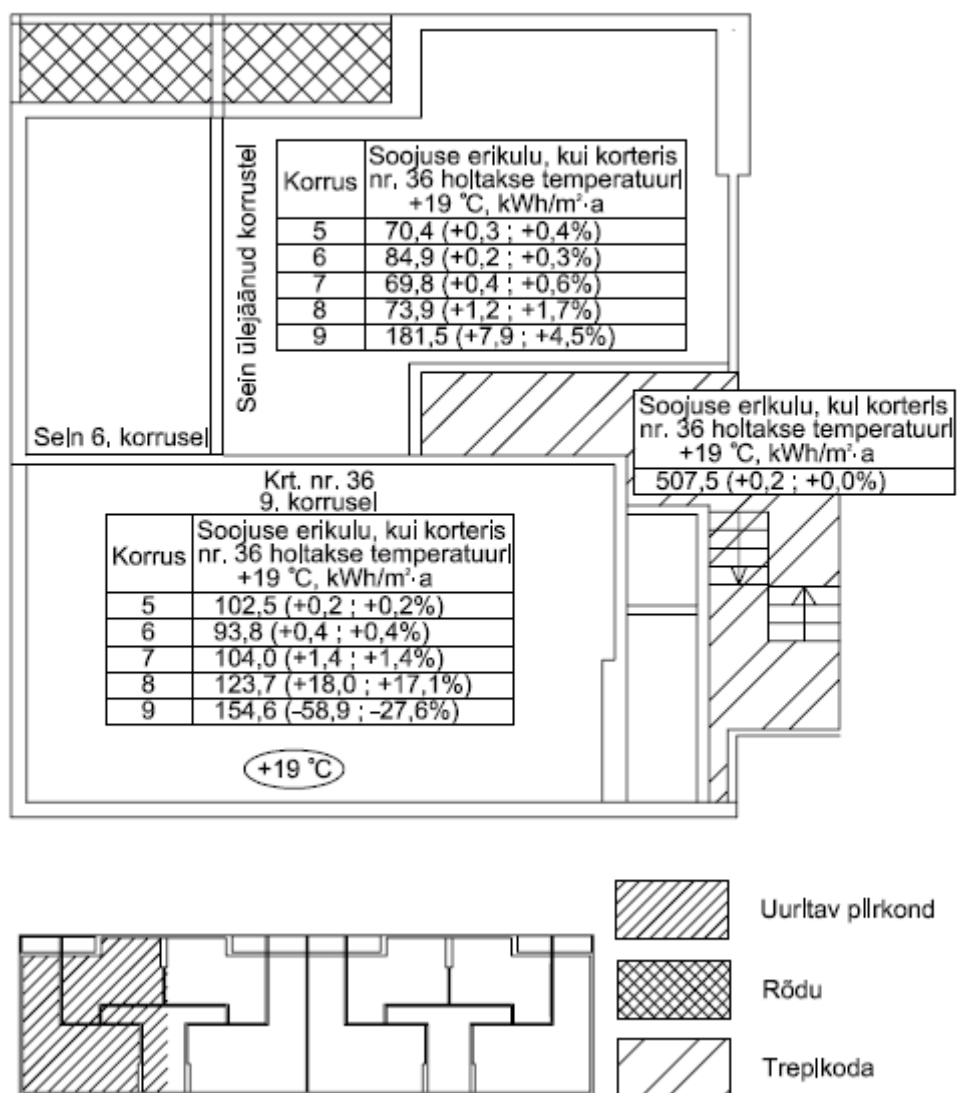 Sein ülejäänud korrustel
Korrus
Soojuse erikulu, kui korteris
nr. 36 hoitakse temperatuuri
+19 °C, kWh/m²·a
5 70,4 (+0,3 ; +0,4%)
6 84,9 (+0,2 ; +0,3%)
7 69,8 (+0,4 ; +0,6%)
8 73,9 (+1,2 ; +1,7%)
9 181,5 (+7,9 ; +4,5%)
Soojuse erikulu, kui korteris
nr. 36 hoitakse temperatuuri
+19 °C, kWh/m²·a
507,5 (+0,2 ; +0,0%)
Sein 6. korrusel
Krt. nr. 36
9. korrusel
Korrus
Soojuse erikulu, kui korteris
nr. 36 hoitakse temperatuuri
+19 °C, kWh/m²·a
5 102,5 (+0,2 ; +0,2%)
6 93,8 (+0,4 ; +0,4%)
7 104,0 (+1,4 ; +1,4%)
8 123,7 (+18,0 ; +17,1%)
9 154,6 (–58,9 ; –27,6%)
+19 °C
Uuritav piirkond
Rõdu
Trepikoda